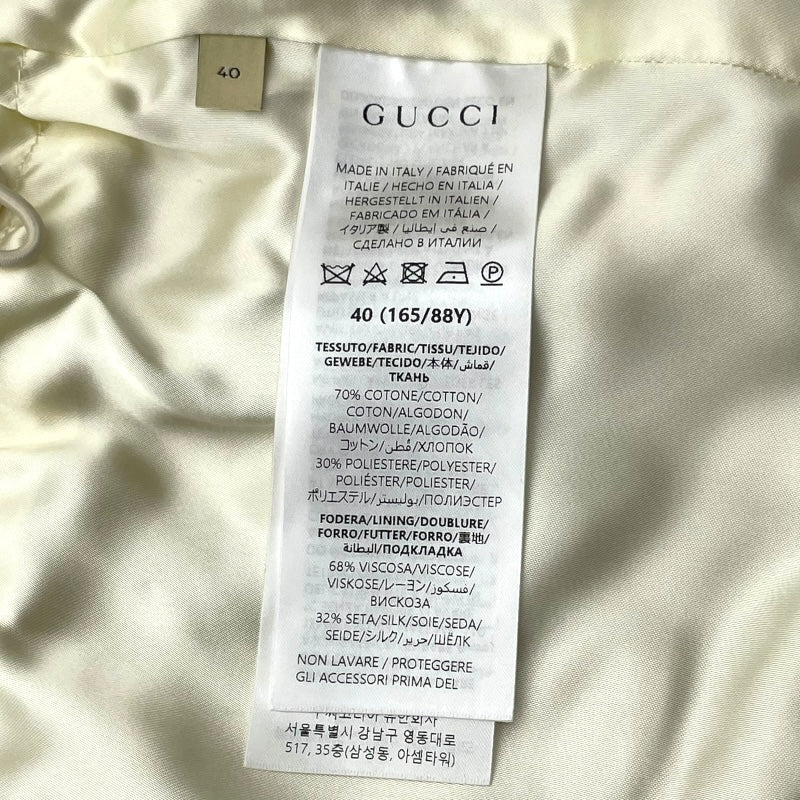 40
GUCCI
MADE IN ITALY / FABRIQUÉ EN
ITALIE / HECHO EN ITALIA /
HERGESTELLT IN ITALIEN /
FABRICADO EM ITÁLIA /
イタリア製 / صنع في إيطاليا /
СДЕЛАНО В ИТАЛИИ
P
40 (165/88Y)
TESSUTO/FABRIC/TISSU/TEJIDO/
GEWEBE/TECIDO/本体/قماش/
ТКАНЬ
70% COTONE/COTTON/
COTON/ALGODON/
BAUMWOLLE/ALGODÃO/
コットン/قُطن/ХЛОПОК
30% POLIESTERE/POLYESTER/
POLIÉSTER/POLIESTER/
ポリエステル/بوليستر/ПОЛИЭСТЕР
FODERA/LINING/DOUBLURE/
FORRO/FUTTER/FORRO/裏地/
البطانة/ПОДКЛАДКА
68% VISCOSA/VISCOSE/
VISKOSE/レーヨン/فسكوز/
ВИСКОЗА
32% SETA/SILK/SOIE/SEDA/
SEIDE/シルク/حرير/ШЁЛК
NON LAVARE / PROTEGGERE
GLI ACCESSORI PRIMA DEL
서울특별시 강남구 영동대로
517, 35층(삼성동, 아셈타워)